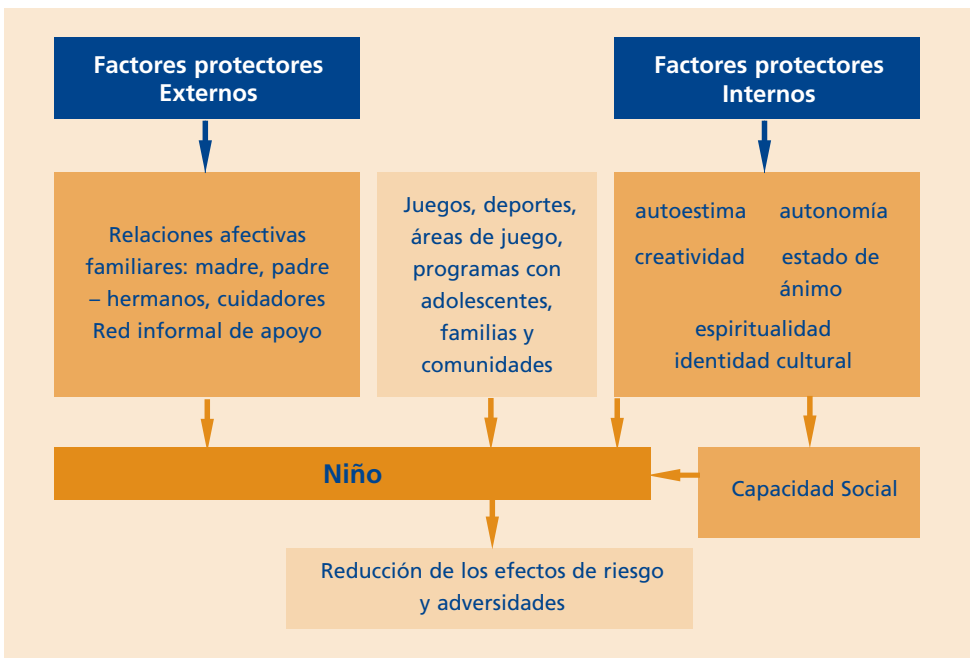 Factores protectores
Externos
Factores protectores
Internos
Relaciones afectivas
familiares: madre, padre
– hermanos, cuidadores
Red informal de apoyo
Juegos, deportes,
áreas de juego,
programas con
adolescentes,
familias y
comunidades
autoestima autonomía
creatividad estado de
ánimo
espiritualidad
identidad cultural
Niño
Capacidad Social
Reducción de los efectos de riesgo
y adversidades